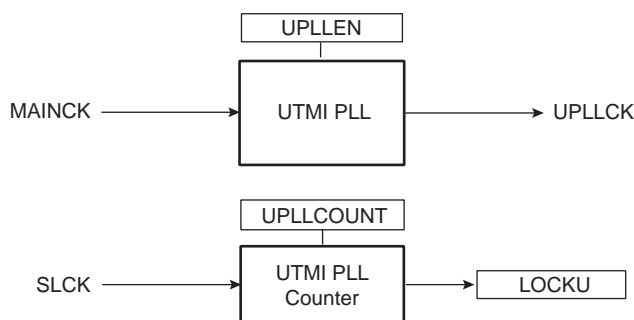 UPLLEN
MAINCK
UTMI PLL
UPLLCK
UPLLCOUNT
SLCK
UTMI PLL
Counter
LOCKU